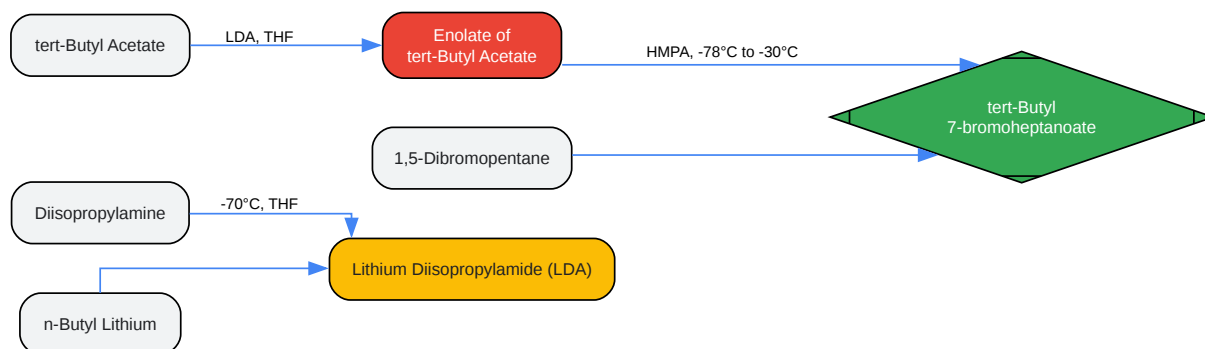 tert-Butyl Acetate
LDA, THF
Enolate of
tert-Butyl Acetate
HMPA, -78°C to -30°C
tert-Butyl
7-bromoheptanoate
1,5-Dibromopentane
Diisopropylamine
-70°C, THF
Lithium Diisopropylamide (LDA)
n-Butyl Lithium